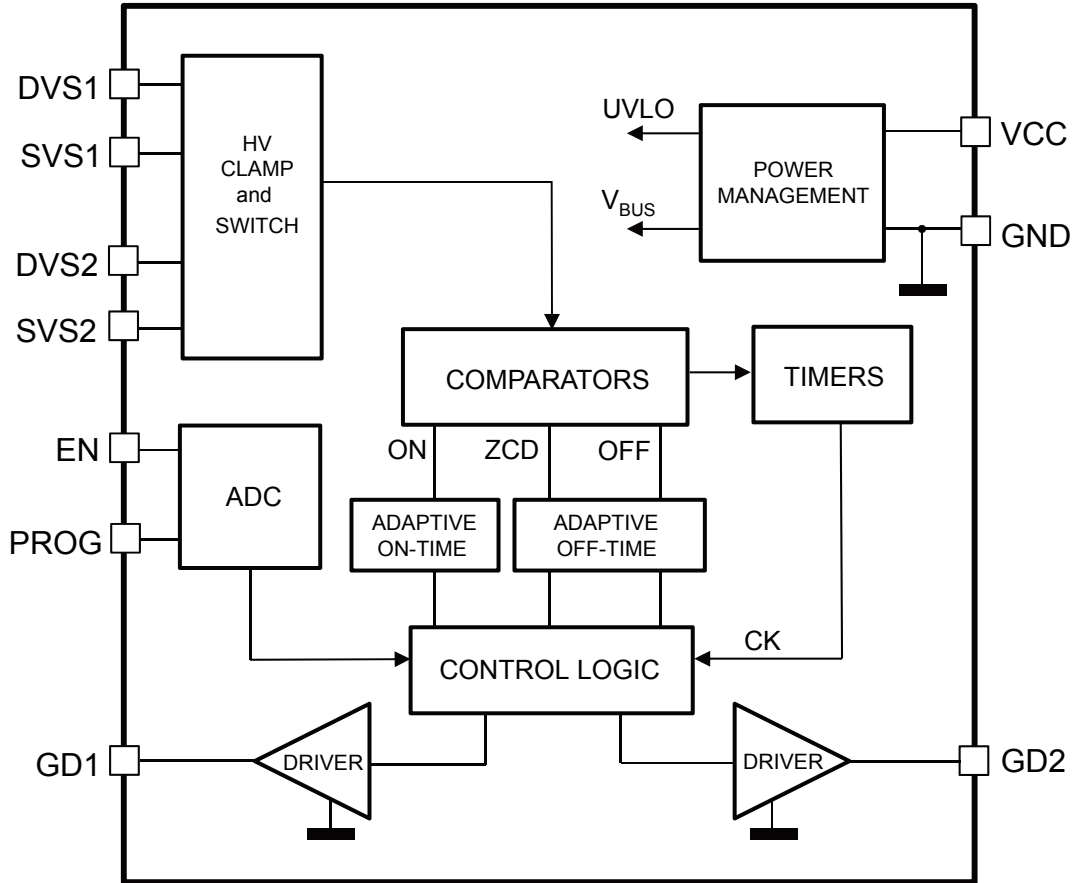 DVS1
SVS1
DVS2
SVS2
HV
CLAMP
and
SWITCH
UVLO
V_BUS
POWER
MANAGEMENT
VCC
GND
COMPARATORS
TIMERS
EN
PROG
ADC
ON
ZCD
OFF
ADAPTIVE
ON-TIME
ADAPTIVE
OFF-TIME
CONTROL LOGIC
CK
GD1
DRIVER
DRIVER
GD2